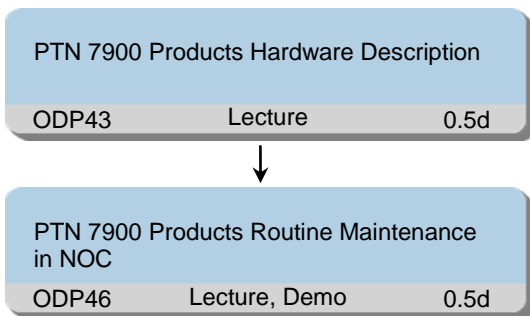 PTN 7900 Products Hardware Description
ODP43 Lecture 0.5d
PTN 7900 Products Routine Maintenance
in NOC
ODP46 Lecture, Demo 0.5d